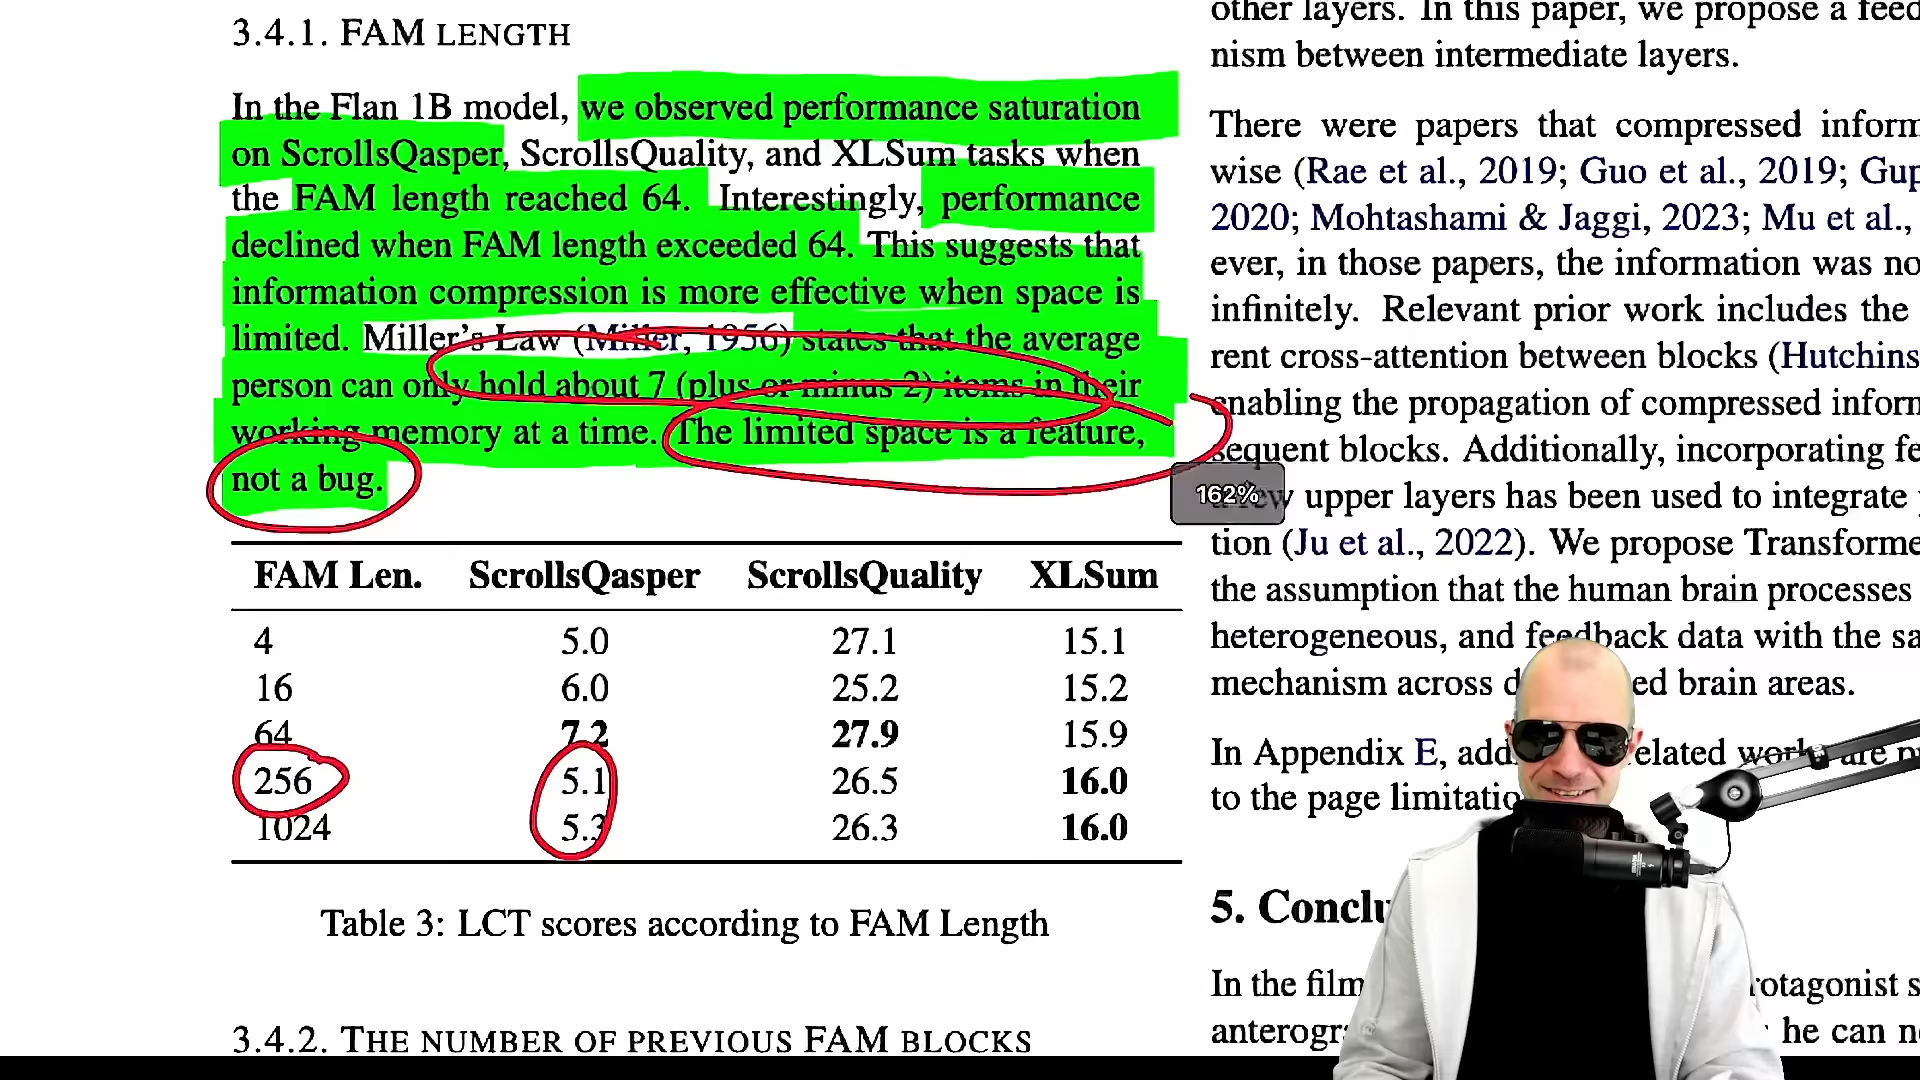 3.4.1. FAM LENGTH
In the Flan 1B model, we observed performance saturation
on ScrollsQasper, ScrollsQuality, and XLSum tasks when
the FAM length reached 64. Interestingly, performance
declined when FAM length exceeded 64. This suggests that
information compression is more effective when space is
limited. Miller's Law (Miller, 1956) states that the average
person can only hold about 7 (plus or minus 2) items in their
working memory at a time. The limited space is a feature,
not a bug.
FAM Len. ScrollsQasper ScrollsQuality XLSum
4 5.0 27.1 15.1
16 6.0 25.2 15.2
64 7.2 27.9 15.9
256 5.1 26.5 16.0
1024 5.3 26.3 16.0
Table 3: LCT scores according to FAM Length
3.4.2. THE NUMBER OF PREVIOUS FAM BLOCKS
other layers. In this paper, we propose a feed
nism between intermediate layers.
There were papers that compressed inform
wise (Rae et al., 2019; Guo et al., 2019; Gup
2020; Mohtashami & Jaggi, 2023; Mu et al.,
ever, in those papers, the information was no
infinitely. Relevant prior work includes the
rent cross-attention between blocks (Hutchins
enabling the propagation of compressed inform
sequent blocks. Additionally, incorporating fe
162%
upper layers has been used to integrate
tion (Ju et al., 2022). We propose Transforme
the assumption that the human brain processes
heterogeneous, and feedback data with the sa
mechanism across d ed brain areas.
In Appendix E, add elated work are
to the page limitatio
5. Conclu
In the film rotagonist s
anterogr he can n